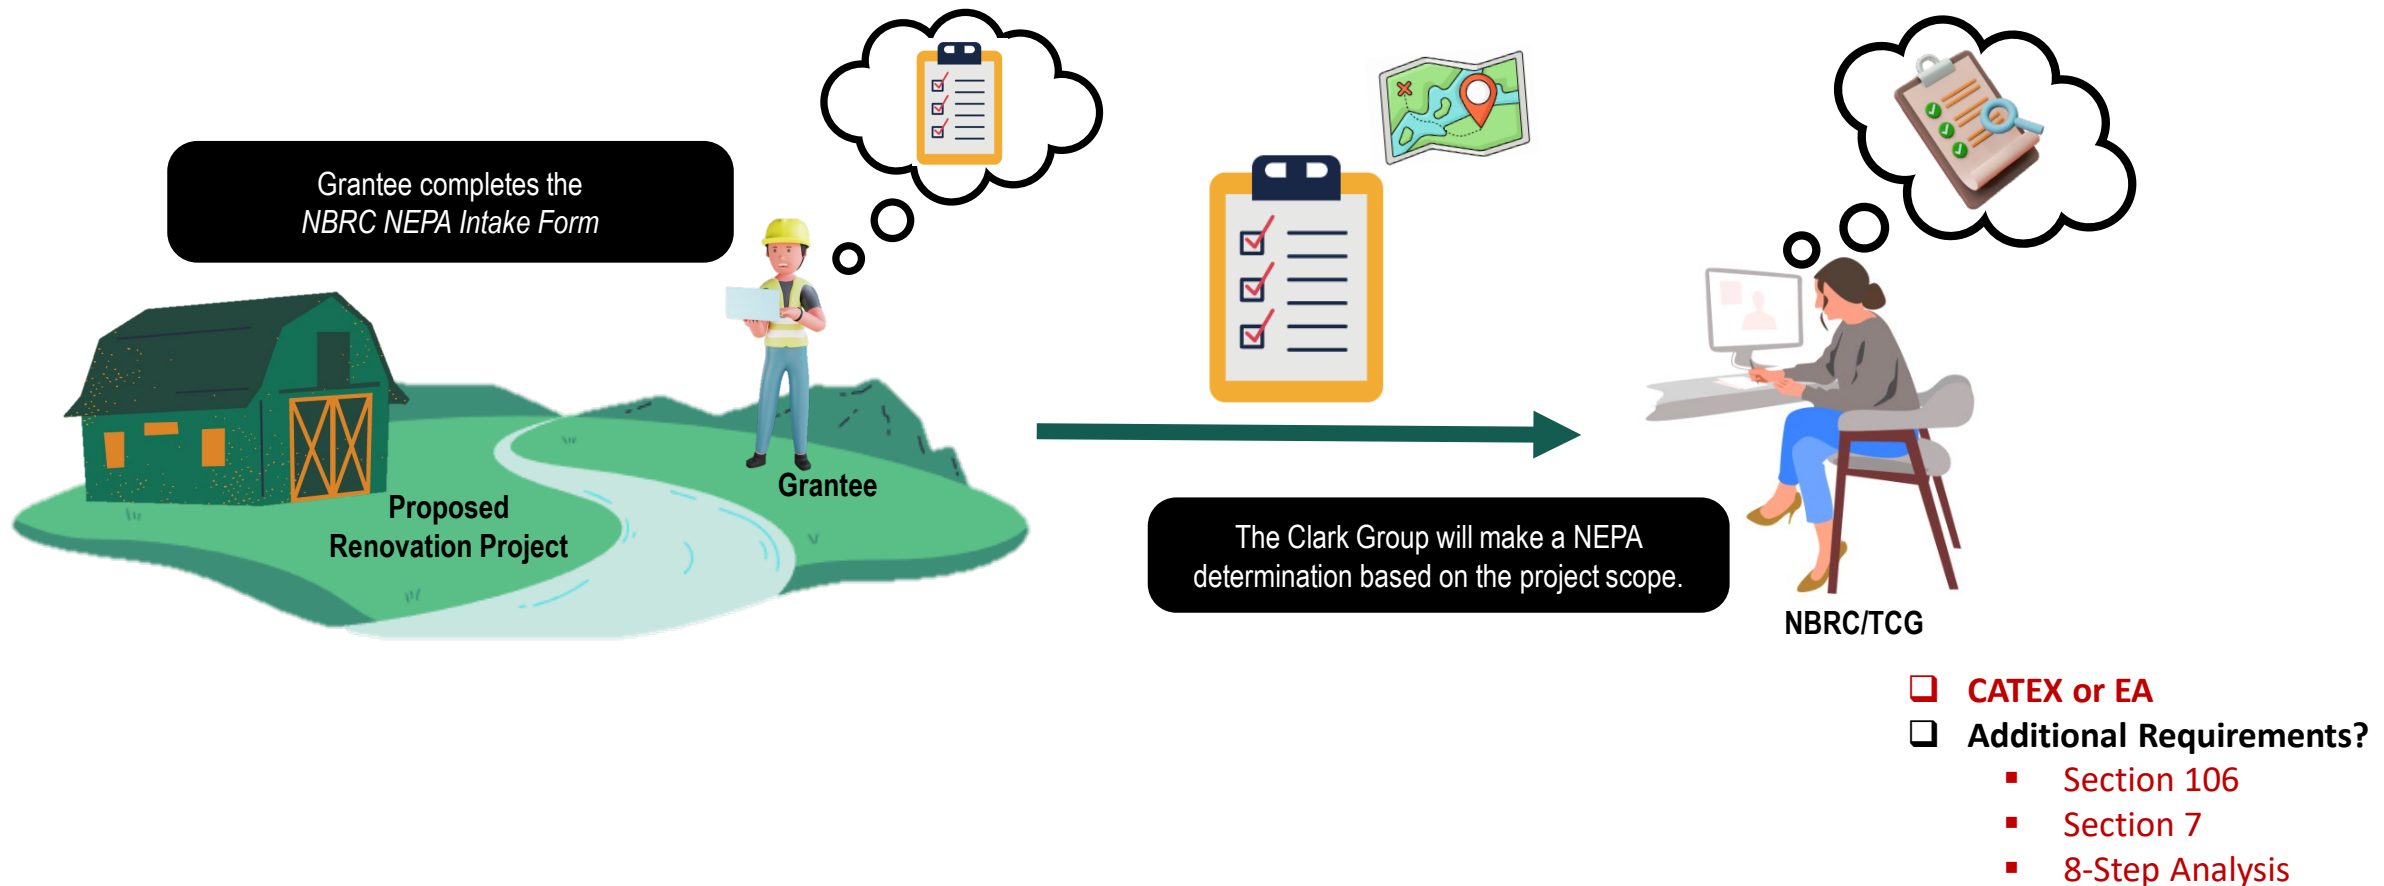 Grantee completes the
NBRC NEPA Intake Form
Grantee
Proposed
Renovation Project
The Clark Group will make a NEPA
determination based on the project scope.
NBRC/TCG
CATEX or EA
Additional Requirements?
Section 106
Section 7
8-Step Analysis